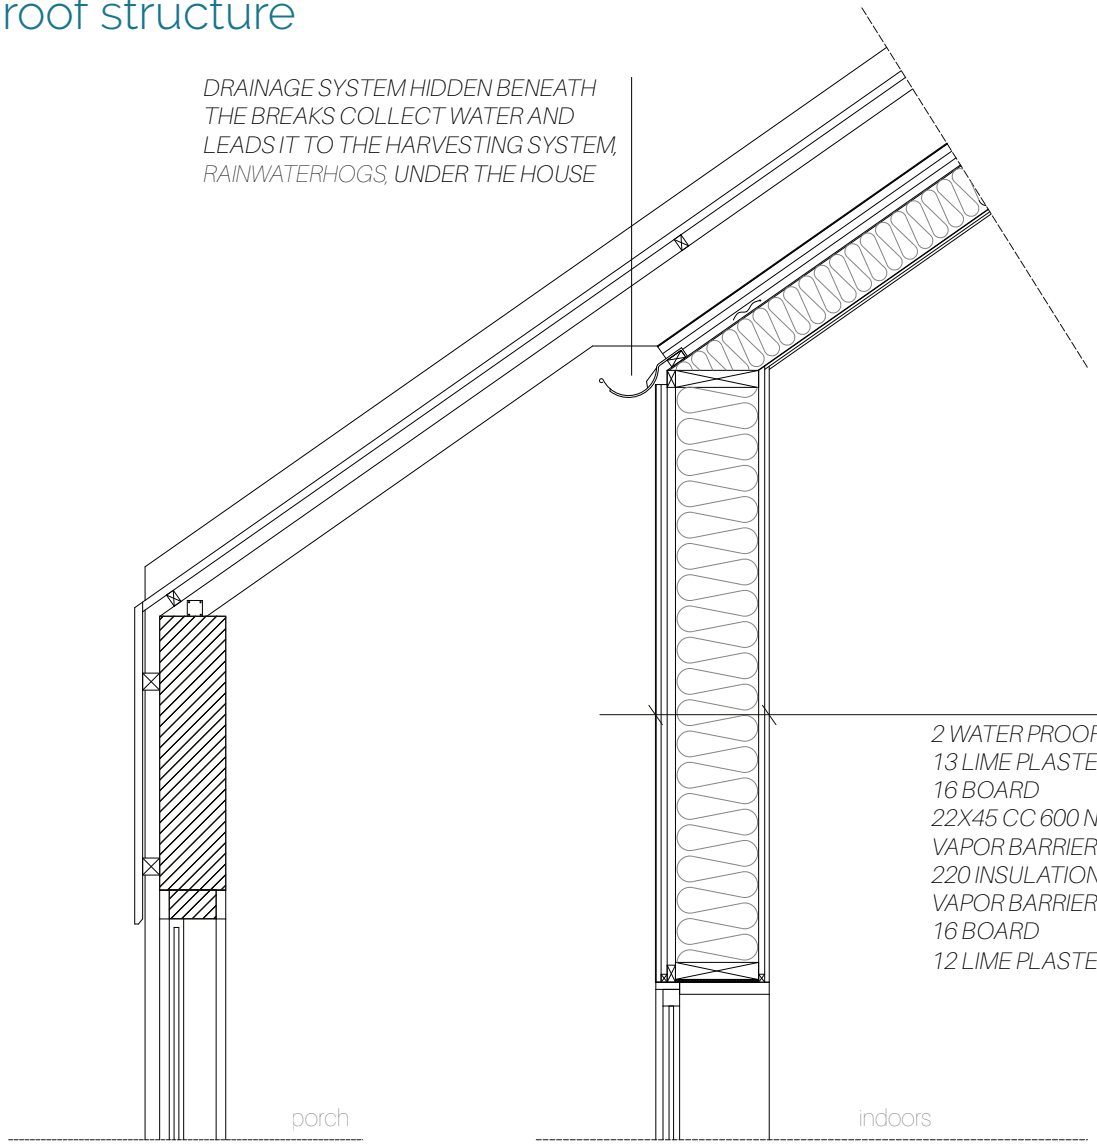 roof structure
DRAINAGE SYSTEM HIDDEN BENEATH
THE BREAKS COLLECT WATER AND
LEADS IT TO THE HARVESTING SYSTEM,
RAINWATERHOGS, UNDER THE HOUSE
2 WATER PROOF
13 LIME PLASTE
16 BOARD
22X45 CC 600 N
VAPOR BARRIER
220 INSULATION
VAPOR BARRIER
16 BOARD
12 LIME PLASTE
porch
indoors